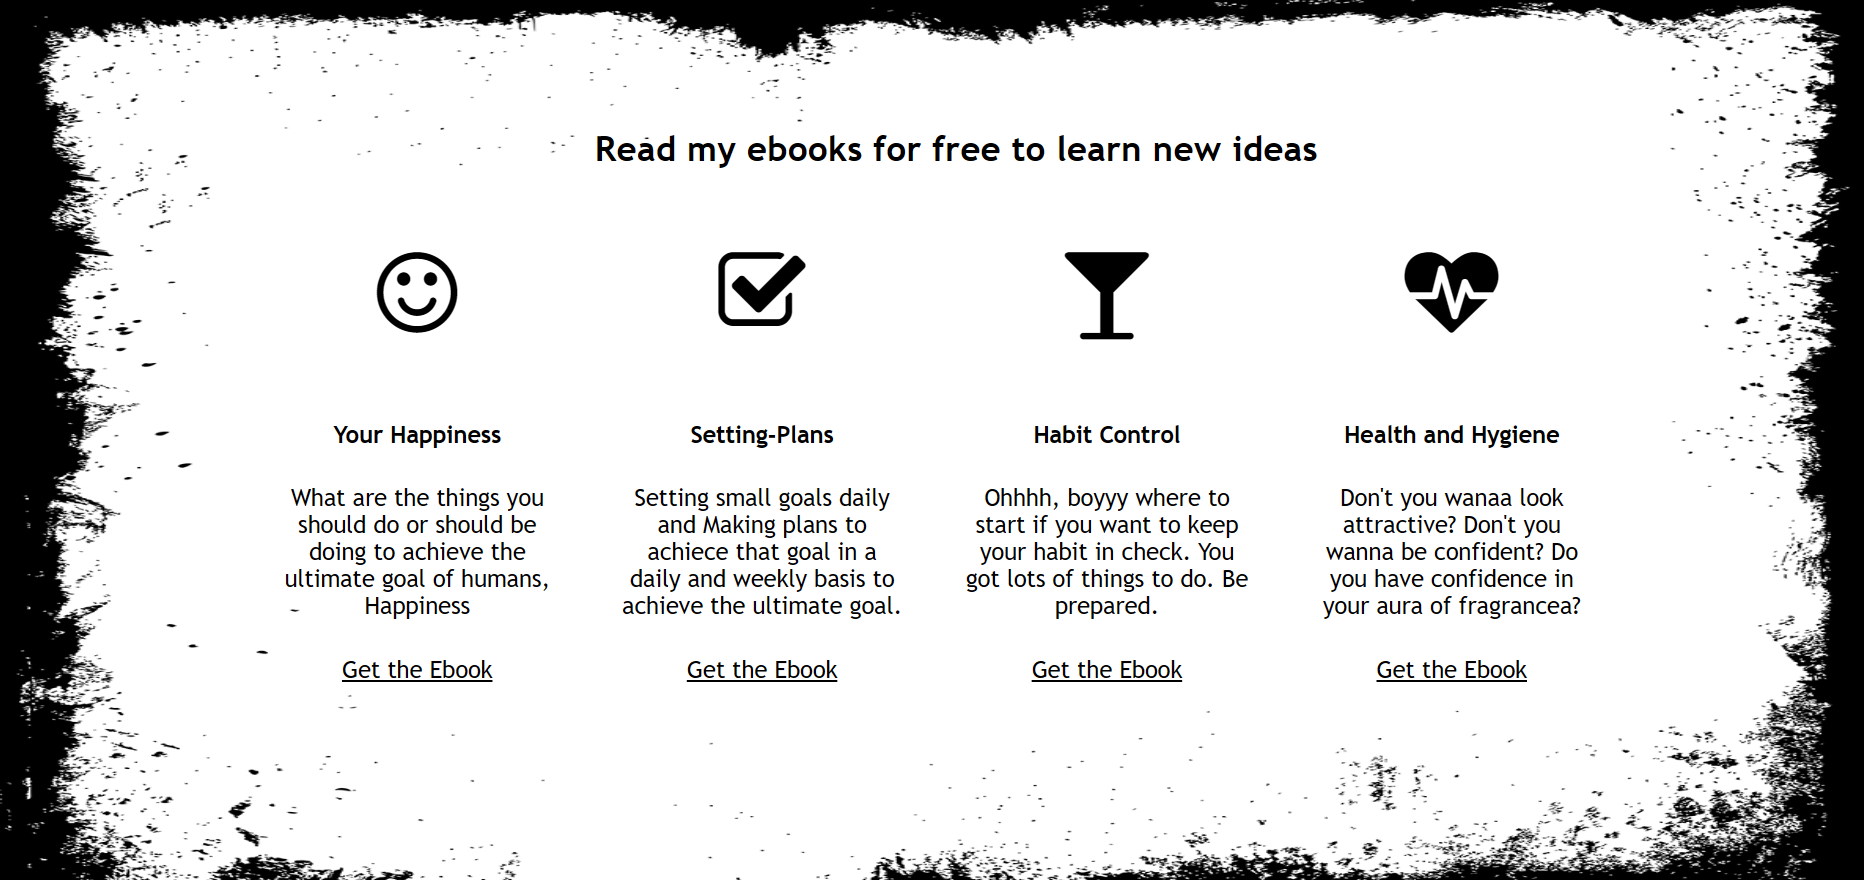 Read my ebooks for free to learn new ideas
Your Happiness
What are the things you
should do or should be
doing to achieve the
ultimate goal of humans,
Happiness
Get the Ebook
Setting-Plans
Setting small goals daily
and Making plans to
achiece that goal in a
daily and weekly basis to
achieve the ultimate goal.
Get the Ebook
Habit Control
Ohhhh, boyyy where to
start if you want to keep
your habit in check. You
got lots of things to do. Be
prepared.
Get the Ebook
Health and Hygiene
Don't you wanaa look
attractive? Don't you
wanna be confident? Do
you have confidence in
your aura of fragrancea?
Get the Ebook